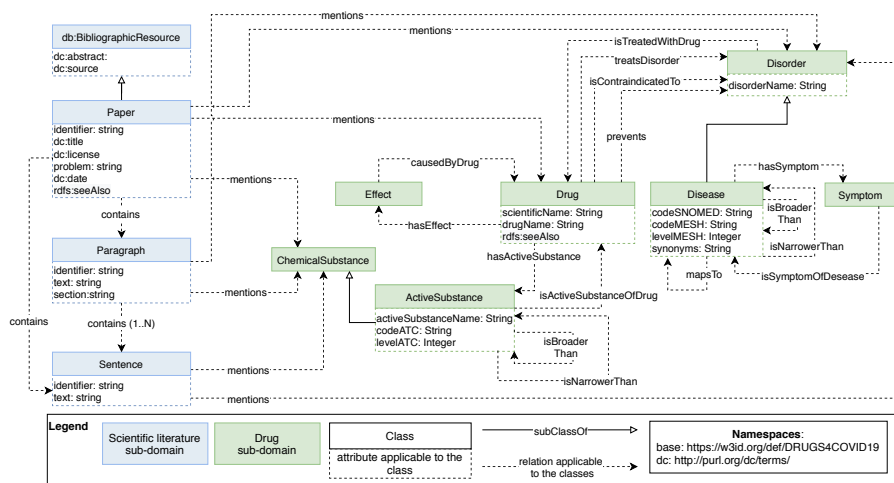 db:BibliographicResource
dc:abstract:
dc:source
mentions
mentions
isTreatedWithDrug
treatsDisorder
isContraindicatedTo
prevents
Disorder
disorderName: String
Paper
identifier: string
dc:title
dc:license
problem: string
dc:date
rdfs:seeAlso
mentions
mentions
contains
causedByDrug
Effect
hasEffect
Drug
scientificName: String
drugName: String
rdfs:seeAlso
Disease
codeSNOMED: String
codeMESH: String
levelMESH: Integer
synonyms: String
hasSymptom
Symptom
isBroader
Than
isNarrowerThan
mapsTo
isSymptomOfDesease
Paragraph
identifier: string
text: string
section:string
mentions
ChemicalSubstance
hasActiveSubstance
isActiveSubstanceOfDrug
ActiveSubstance
activeSubstanceName: String
codeATC: String
levelATC: Integer
isBroader
Than
isNarrowerThan
contains
contains (1..N)
Sentence
identifier: string
text: string
mentions
mentions
Legend
Scientific literature
sub-domain
Drug
sub-domain
Class
attribute applicable to the
class
subClassOf
relation applicable
to the classes
Namespaces:
base: https://w3id.org/def/DRUGS4COVID19
dc: http://purl.org/dc/terms/